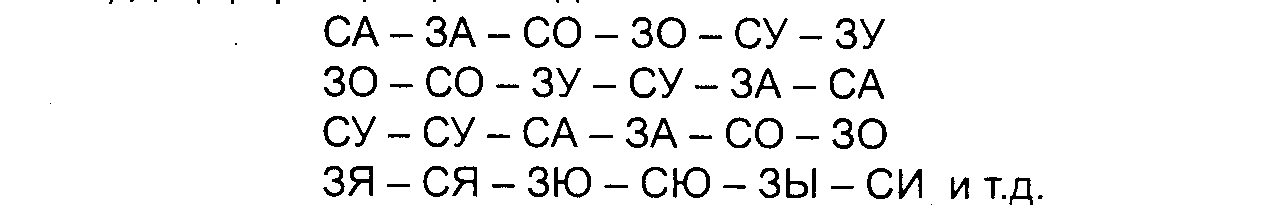 СА – ЗА – СО – ЗО – СУ – ЗУ
ЗО – СО – ЗУ – СУ – ЗА – СА
СУ – СУ – СА – ЗА – СО – ЗО
ЗЯ – СЯ – ЗЮ – СЮ – ЗЫ – СИ и т.д.